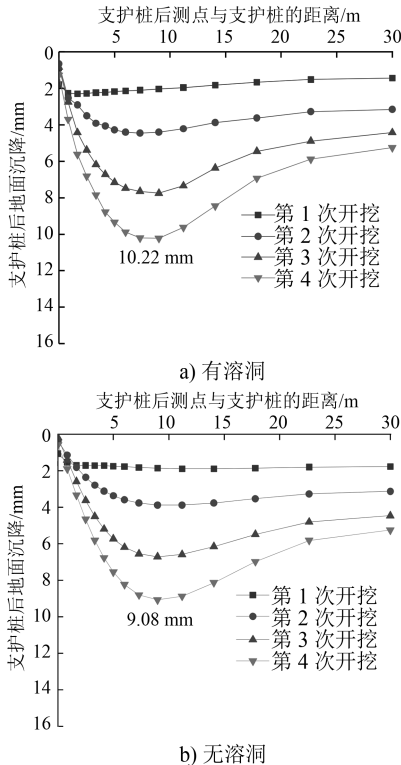 支护桩后测点与支护桩的距离/m
0 5 10 15 20 25 30
支护桩后地面沉降/mm
0
2
4
6
8
10
12
14
16
第1次开挖
第2次开挖
第3次开挖
第4次开挖
10.22 mm
a) 有溶洞
支护桩后测点与支护桩的距离/m
0 5 10 15 20 25 30
支护桩后地面沉降/mm
0
2
4
6
8
10
12
14
16
第1次开挖
第2次开挖
第3次开挖
第4次开挖
9.08 mm
b) 无溶洞